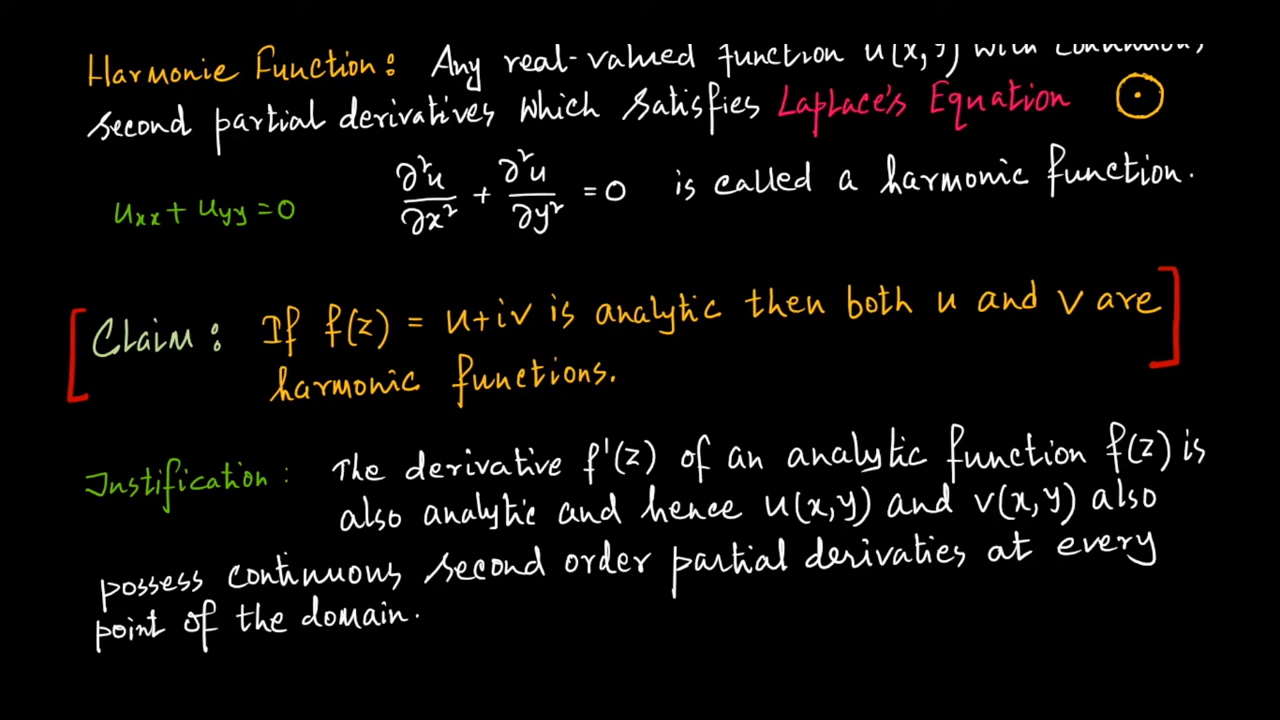 Harmonic Function: Any real-valued function u(x,y) with continuous
second partial derivatives which satisfies Laplace's Equation
∂²u/∂x² + ∂²u/∂y² = 0 is called a harmonic function.
uxx + uyy = 0
Claim: If f(z) = u+iv is analytic then both u and v are
harmonic functions.
Justification: The derivative f'(z) of an analytic function f(z) is
also analytic and hence u(x,y) and v(x,y) also
possess continuous second order partial derivaties at every
point of the domain.